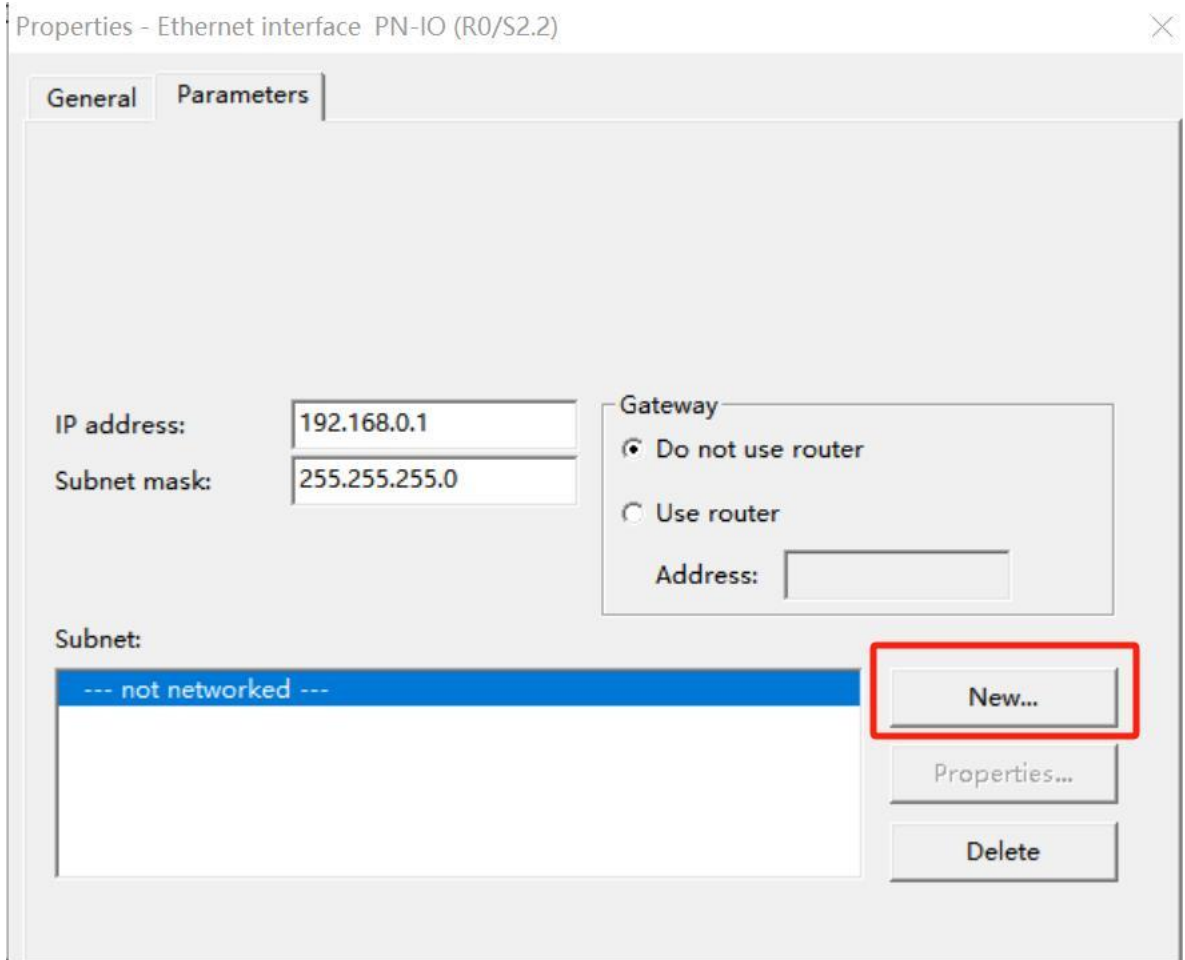 Properties - Ethernet interface  PN-IO (R0/S2.2)
General
Parameters
IP address:
192.168.0.1
Subnet mask:
255.255.255.0
Gateway
Do not use router
Use router
Address:
Subnet:
--- not networked ---
New...
Properties...
Delete